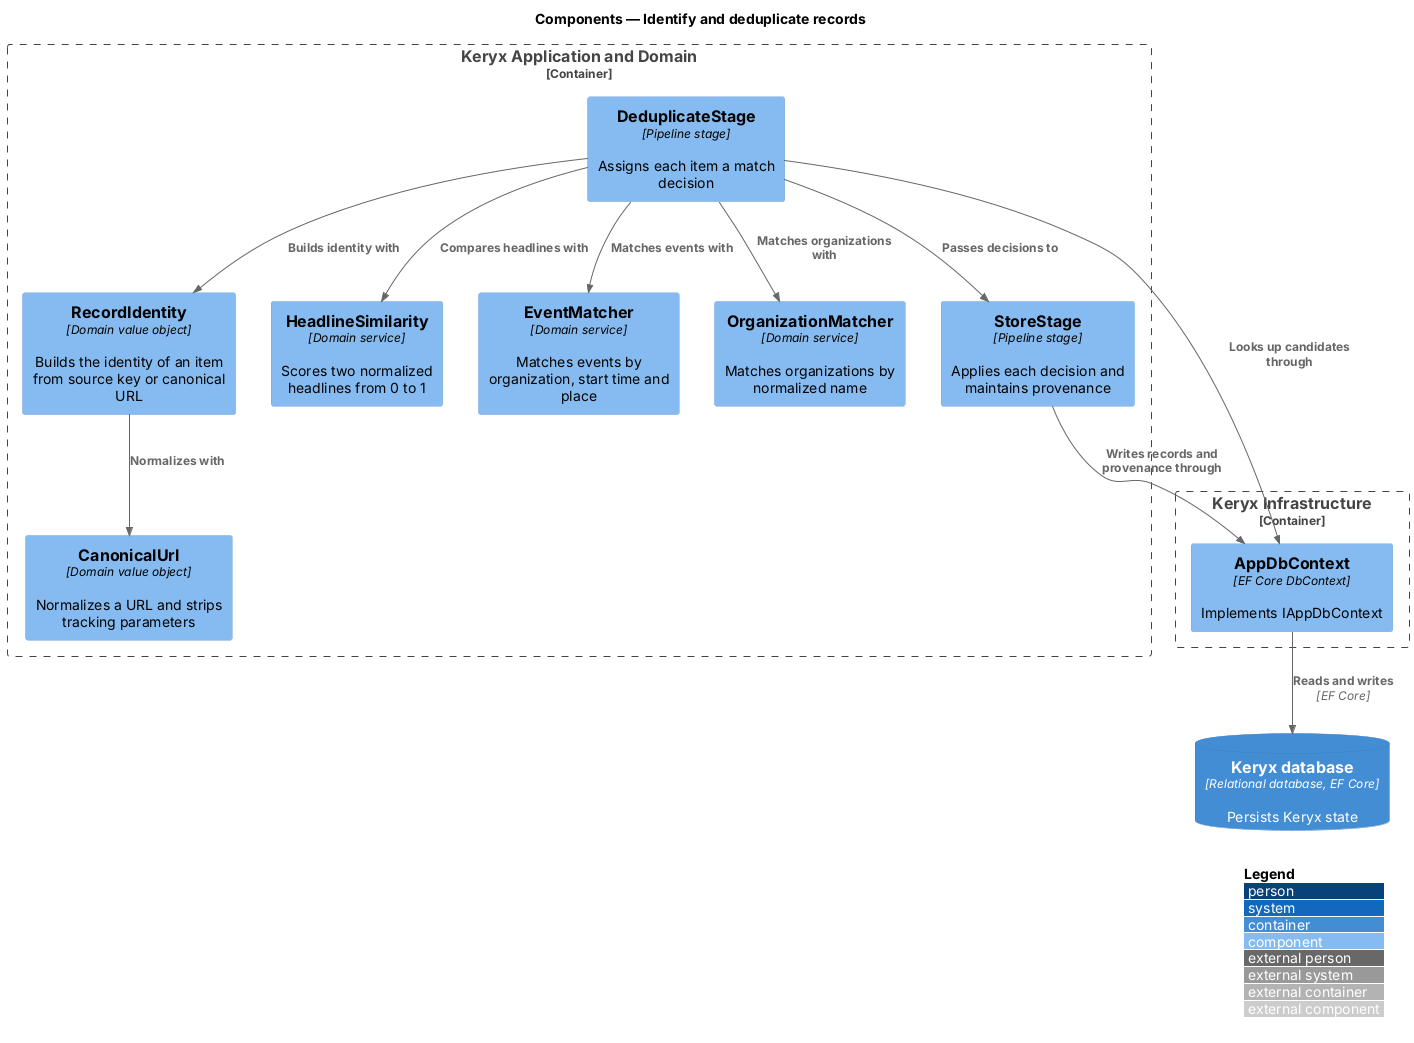 Components — Identify and deduplicate records
Keryx Application and Domain
[Container]
DeduplicateStage
[Pipeline stage]
Assigns each item a match
decision
Builds identity with
Compares headlines with
Matches events with
Matches organizations
with
Passes decisions to
Looks up candidates
through
RecordIdentity
[Domain value object]
Builds the identity of an item
from source key or canonical
URL
HeadlineSimilarity
[Domain service]
Scores two normalized
headlines from 0 to 1
EventMatcher
[Domain service]
Matches events by
organization, start time and
place
OrganizationMatcher
[Domain service]
Matches organizations by
normalized name
StoreStage
[Pipeline stage]
Applies each decision and
maintains provenance
Normalizes with
Writes records and
provenance through
CanonicalUrl
[Domain value object]
Normalizes a URL and strips
tracking parameters
Keryx Infrastructure
[Container]
AppDbContext
[EF Core DbContext]
Implements IAppDbContext
Reads and writes
[EF Core]
Keryx database
[Relational database, EF Core]
Persists Keryx state
Legend
person
system
container
component
external person
external system
external container
external component